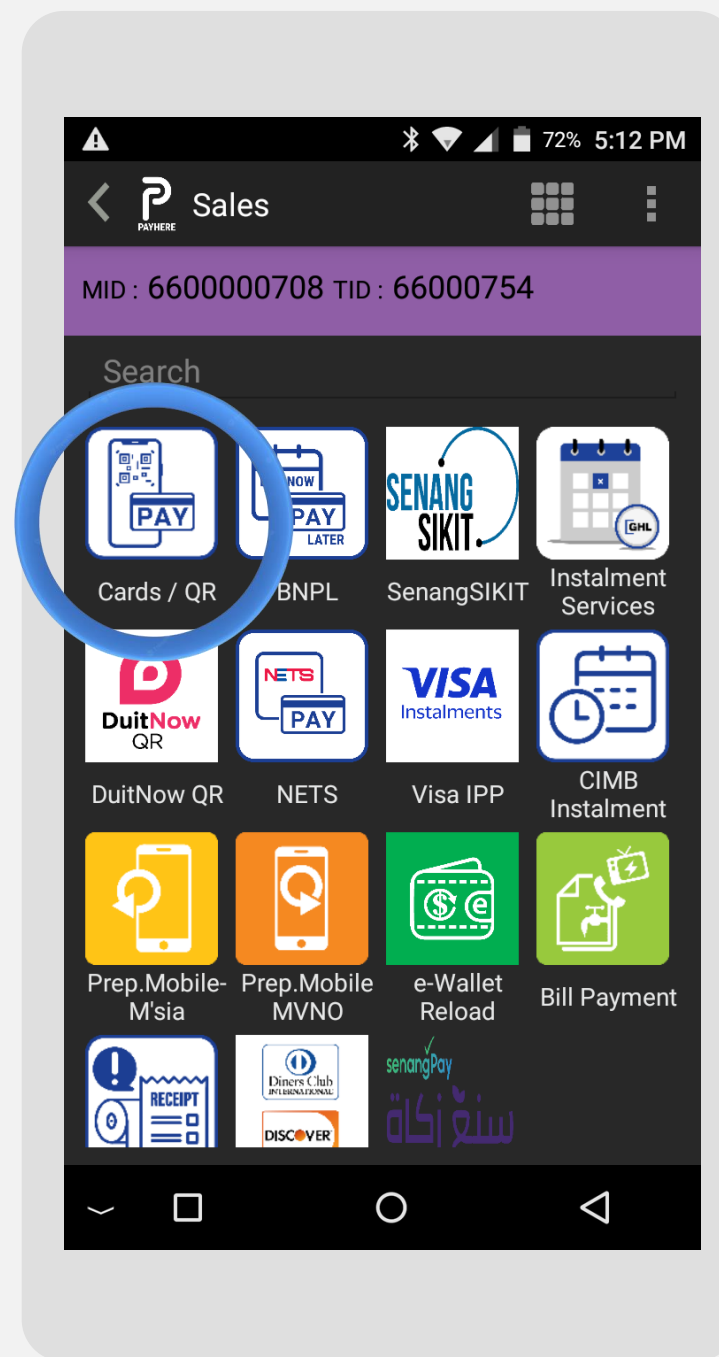 72% 5:12 PM
PAYHERE
Sales
MID : 6600000708 TID : 66000754
Search
PAY
NOW
PAY
LATER
SENANG
SIKIT.
GHL
Cards / QR
BNPL
SenangSIKIT
Instalment
Services
DuitNow
QR
NETS
PAY
VISA
Instalments
DuitNow QR
NETS
Visa IPP
CIMB
Instalment
Prep.Mobile-
M'sia
Prep.Mobile
MVNO
e-Wallet
Reload
Bill Payment
RECEIPT
Diners Club
INTERNATIONAL
DISCOVER
senangPay